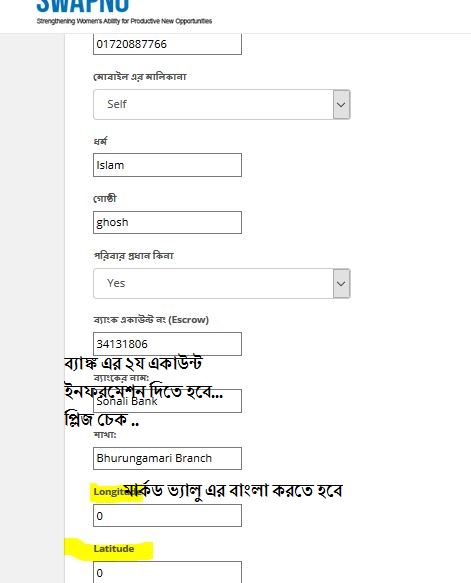 SWAPNO
Strengthening Women's Ability for Productive New Opportunities
01720887766
মোবাইল এর মালিকানা
Self
ধর্ম
Islam
গোষ্ঠী
ghosh
পরিবার প্রধান কিনা
Yes
ব্যাংক একাউন্ট নং (Escrow)
34131806
ব্যাঙ্ক এর ২য একাউন্ট
ব্যাংকের নাম:
ইনফরমেশন দিতে হবে...
Sonali Bank
প্লিজ চেক ..
শাখা:
Bhurungamari Branch
Longitude
মার্কড ভ্যালু এর বাংলা করতে হবে
0
Latitude
0